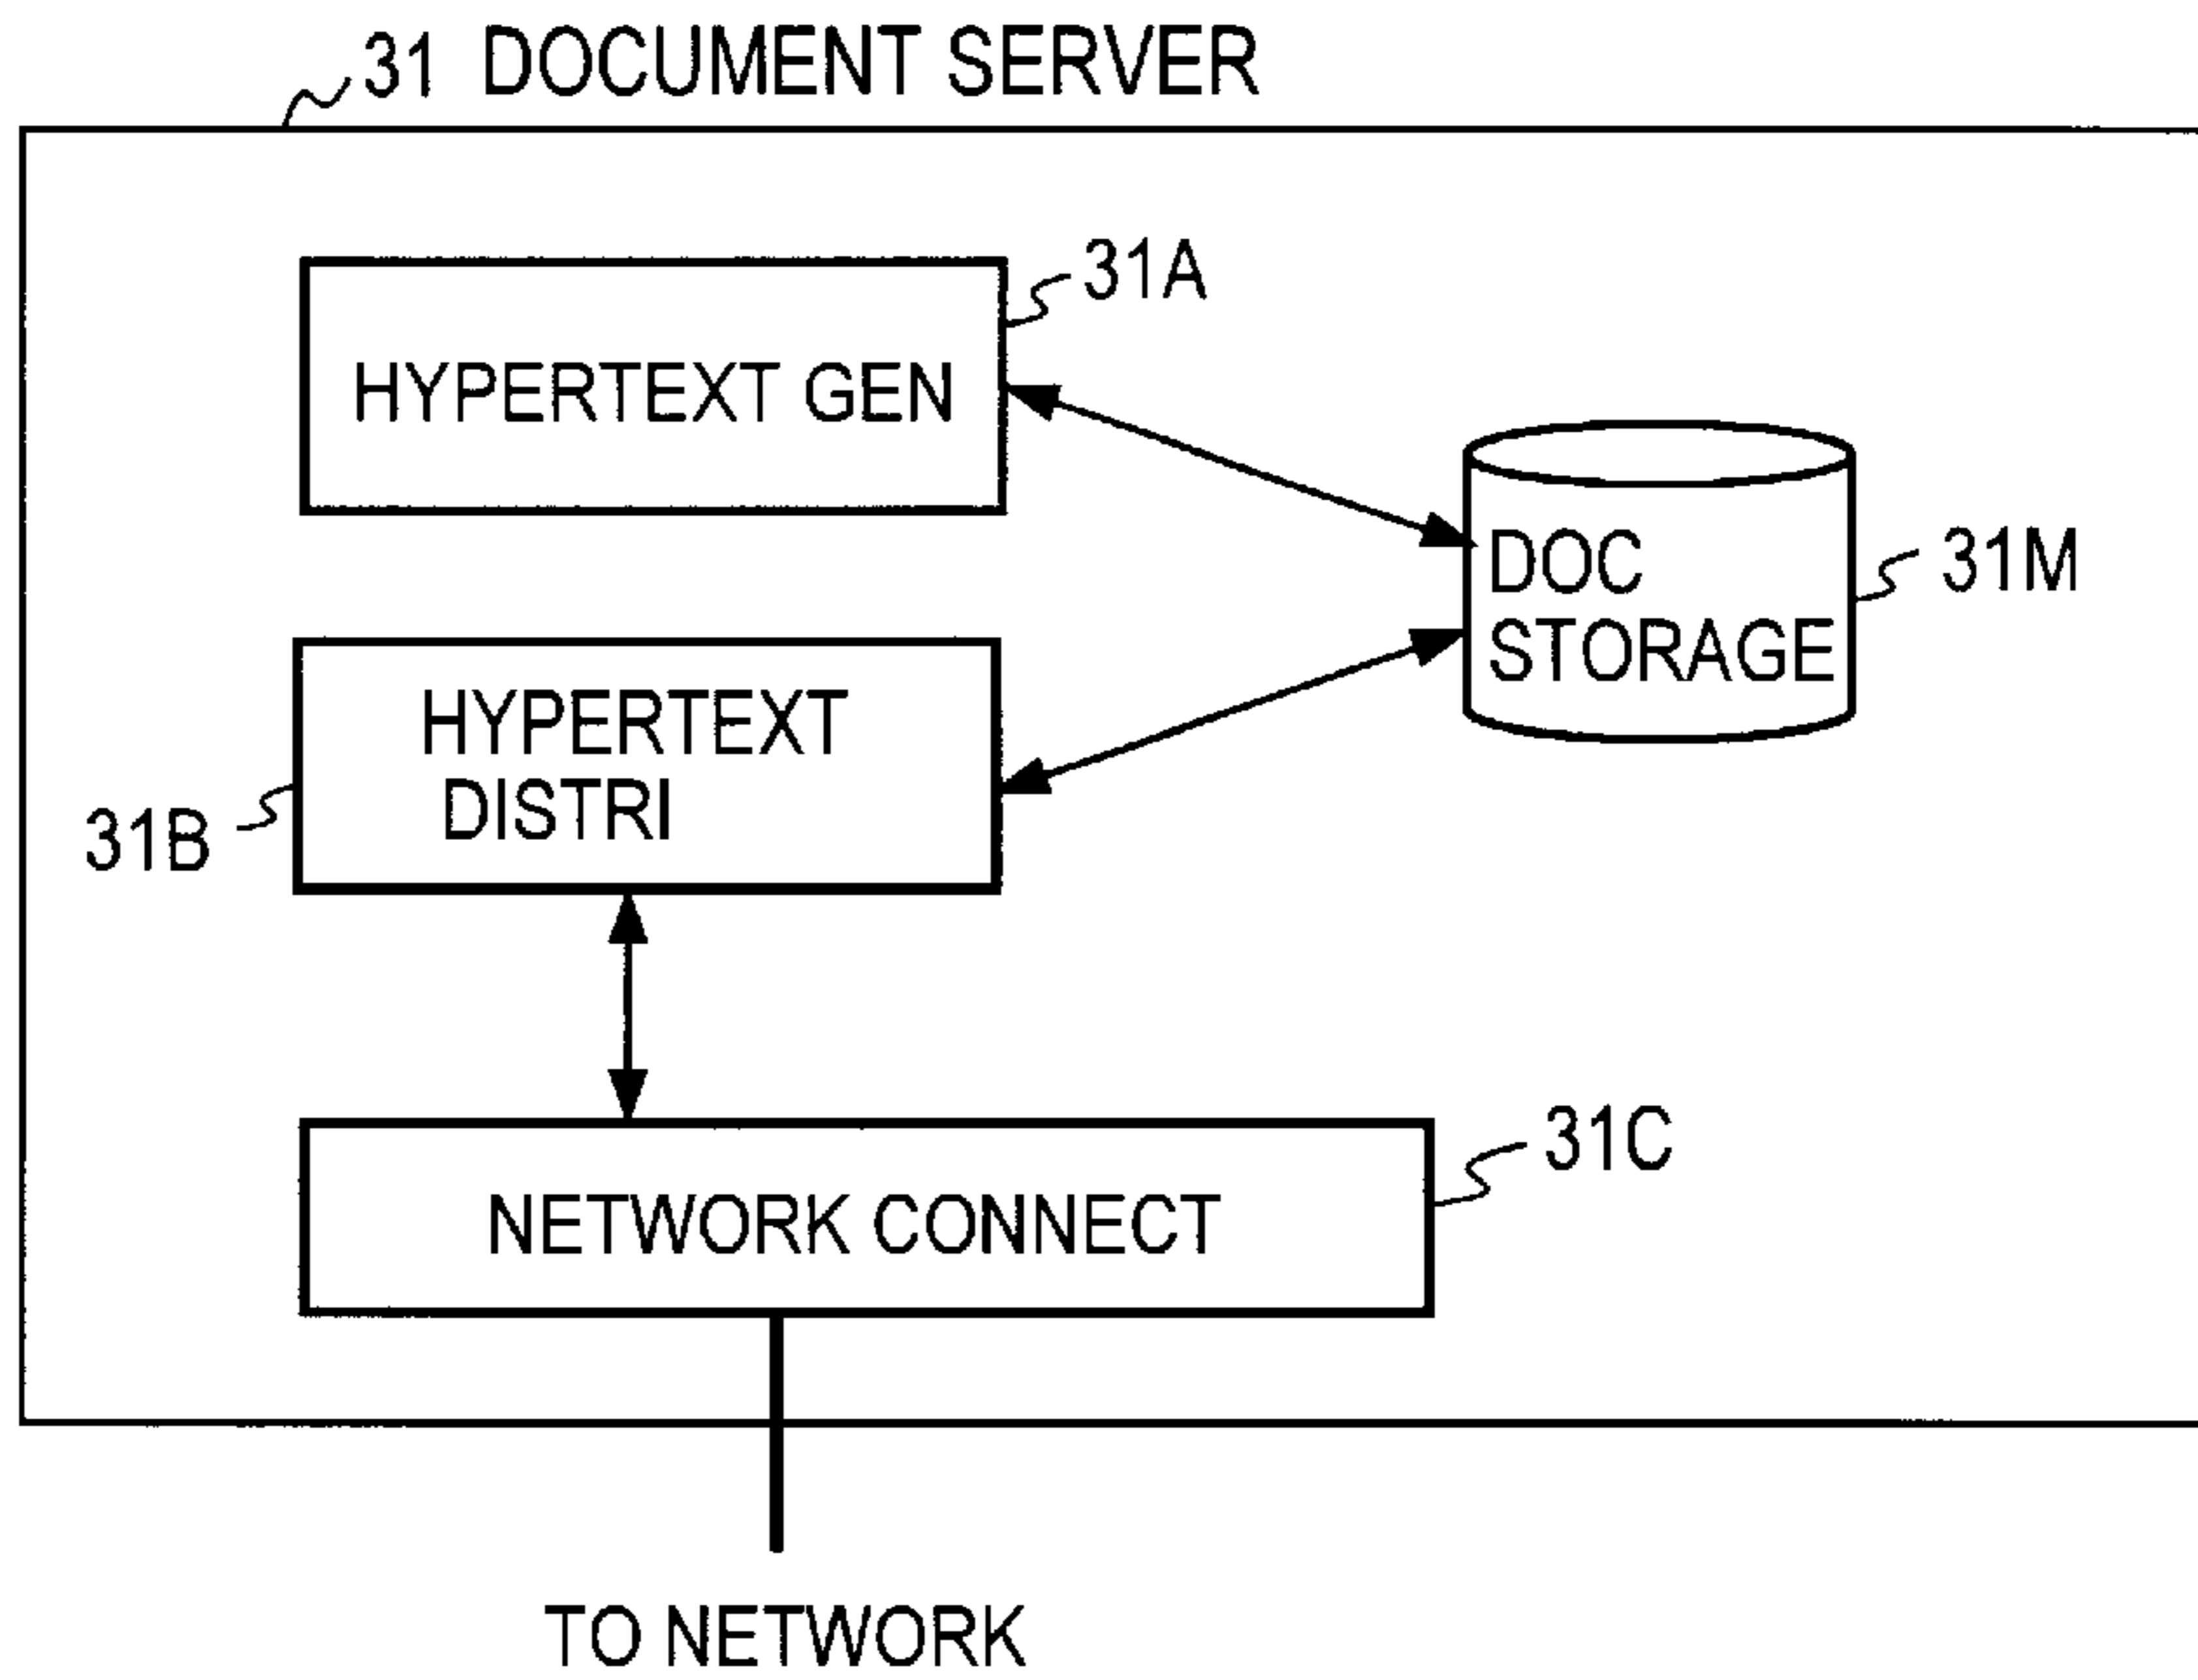 31 DOCUMENT SERVER
31A
HYPERTEXT GEN
DOC
STORAGE
31M
HYPERTEXT
DISTRI
31B
31C
NETWORK CONNECT
TO NETWORK